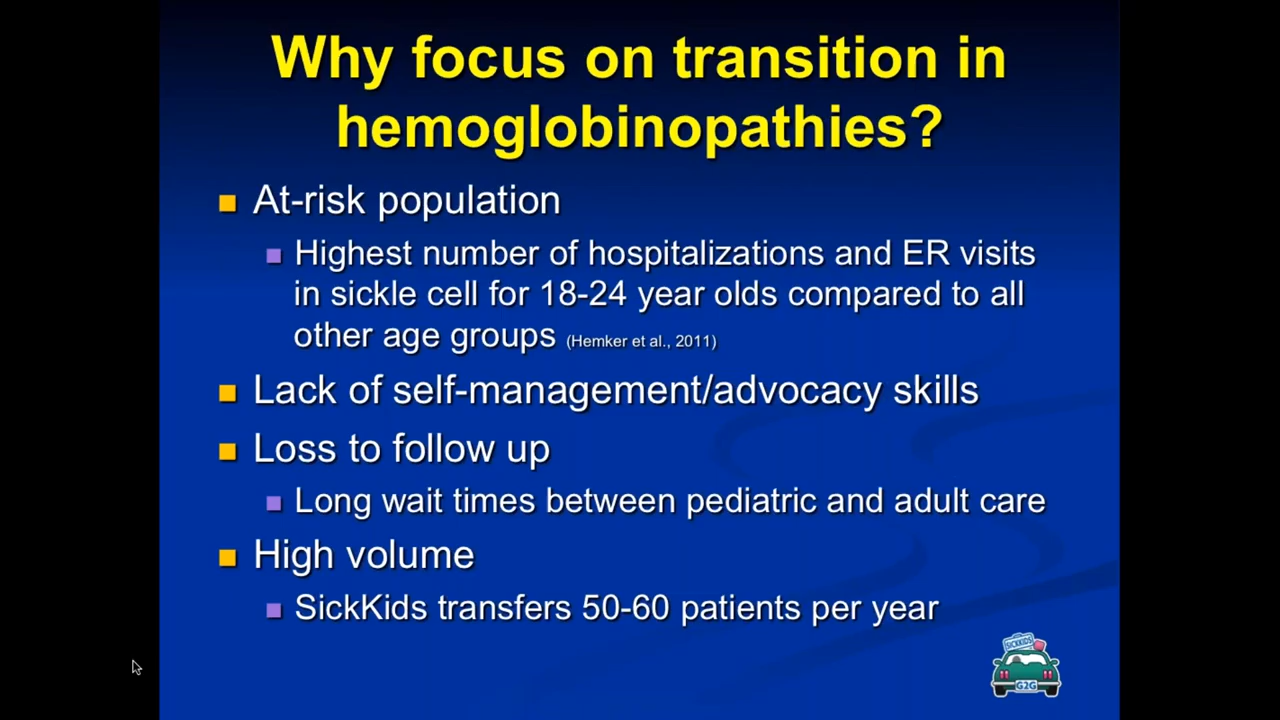 Why focus on transition in
hemoglobinopathies?
At-risk population
Highest number of hospitalizations and ER visits
in sickle cell for 18-24 year olds compared to all
other age groups (Hemker et al., 2011)
Lack of self-management/advocacy skills
Loss to follow up
Long wait times between pediatric and adult care
High volume
SickKids transfers 50-60 patients per year
SICKKIDS
G2G